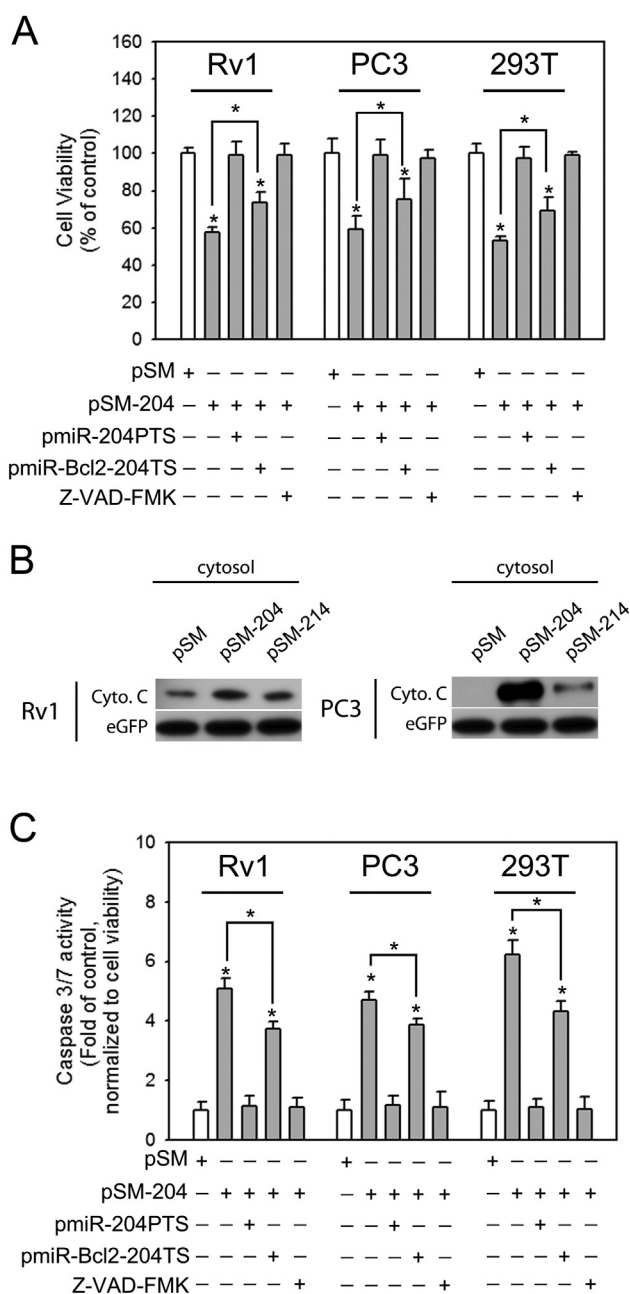 A
Cell Viability
(% of control)
160
140
120
100
80
60
40
20
0
Rv1 PC3 293T
* * *
* * * * * *
pSM + – – – – + – – – – + – – – –
pSM-204 – + + + + – + + + + – + + + +
pmiR-204PTS – – + – – – – + – – – – + – –
pmiR-Bcl2-204TS – – – + – – – – + – – – – + –
Z-VAD-FMK – – – – + – – – – + – – – – +
B
cytosol cytosol
pSM pSM-204 pSM-214 pSM pSM-204 pSM-214
Rv1 Cyto. C PC3 Cyto. C
eGFP eGFP
C
Caspase 3/7 activity
(Fold of control,
normalized to cell viability)
10
8
6
4
2
0
Rv1 PC3 293T
* * *
* * * * * *
pSM + – – – – + – – – – + – – – –
pSM-204 – + + + + – + + + + – + + + +
pmiR-204PTS – – + – – – – + – – – – + – –
pmiR-Bcl2-204TS – – – + – – – – + – – – – + –
Z-VAD-FMK – – – – + – – – – + – – – – +